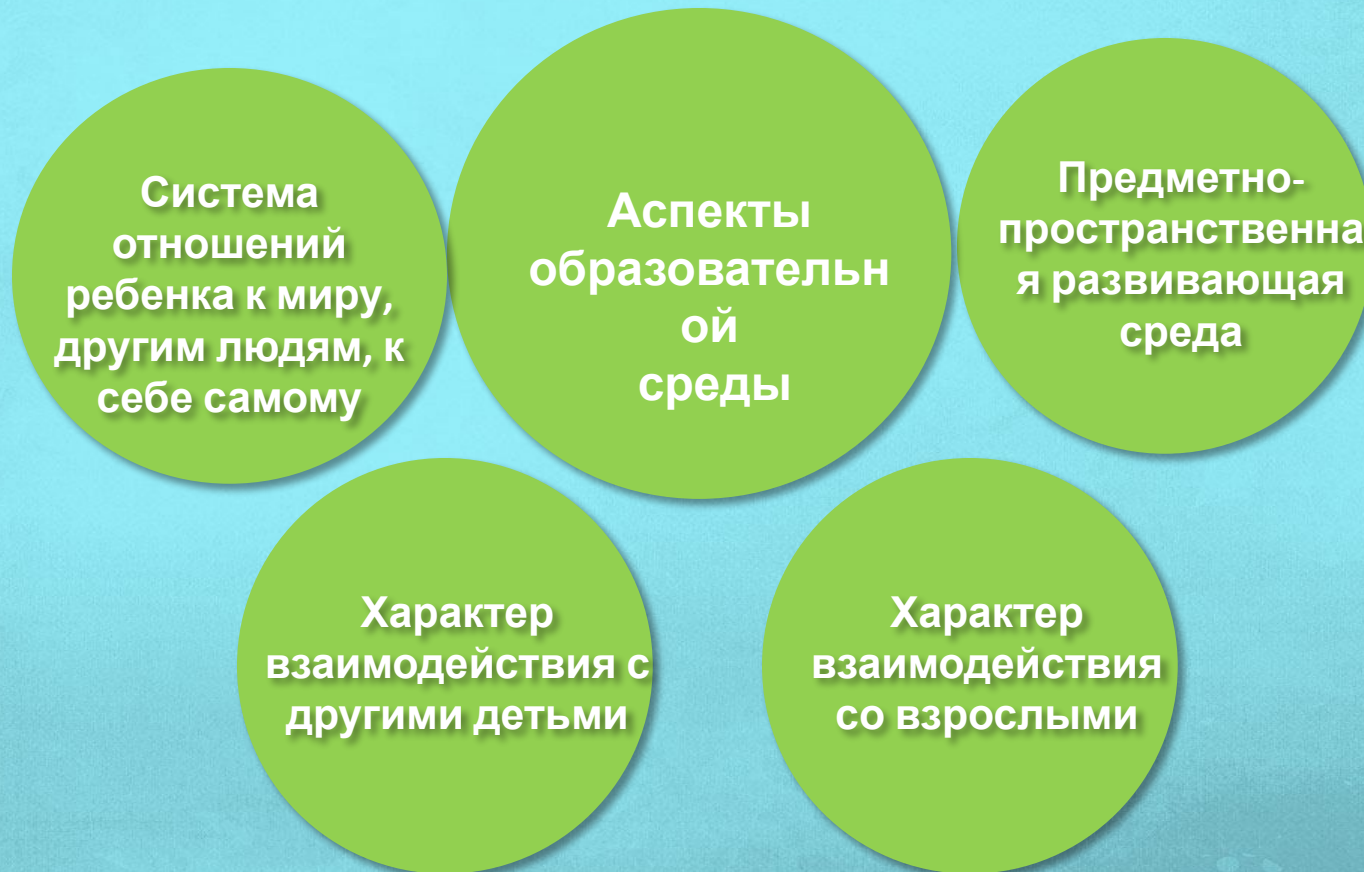 Система
отношений
ребенка к миру,
другим людям, к
себе самому
Аспекты
образовательн
ой
среды
Предметно-
пространственна
я развивающая
среда
Характер
взаимодействия с
другими детьми
Характер
взаимодействия
со взрослыми